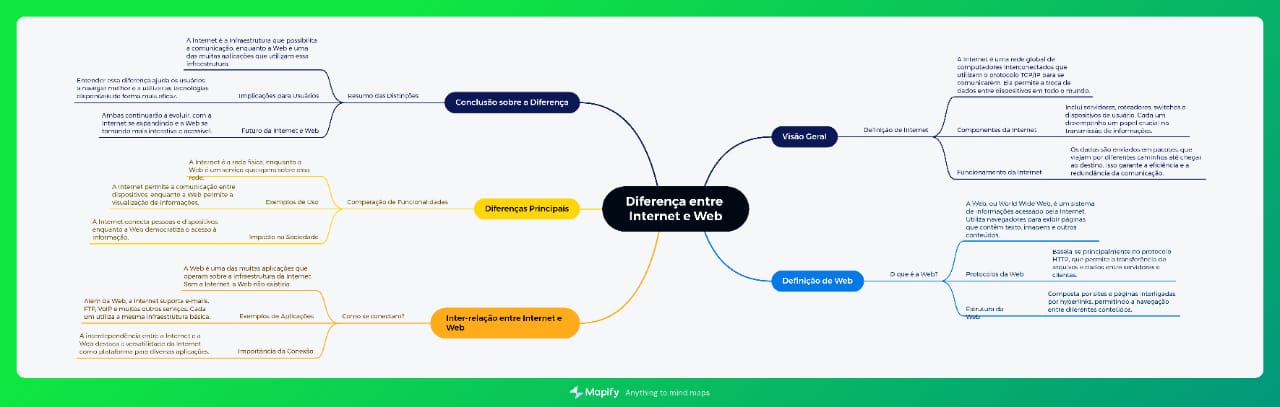 Diferença entre
Internet e Web
Visão Geral
Definição de Internet
A Internet é uma rede global de
computadores interconectados que
utilizam o protocolo TCP/IP para se
comunicarem. Ela permite a troca de
dados entre dispositivos em todo o mundo.
Componentes da Internet
Inclui servidores, roteadores, switches e
dispositivos de usuário. Cada um
desempenha um papel crucial na
transmissão de informações.
Funcionamento da Internet
Os dados são enviados em pacotes, que
viajam por diferentes caminhos até chegar
ao destino. Isso garante a eficiência e a
redundância da comunicação.
Definição de Web
O que é a Web?
A Web, ou World Wide Web, é um sistema
de informações acessado pela Internet.
Utiliza navegadores para exibir páginas
que contêm texto, imagens e outros
conteúdos.
Protocolos da Web
Baseia-se principalmente no protocolo
HTTP, que permite a transferência de
arquivos e dados entre servidores e
clientes.
Estrutura da
Web
Composta por sites e páginas interligadas
por hyperlinks, permitindo a navegação
entre diferentes conteúdos.
Conclusão sobre a Diferença
Resumo das Distinções
A Internet é a infraestrutura que possibilita
a comunicação, enquanto a Web é uma
das muitas aplicações que utilizam essa
infraestrutura.
Implicações para Usuários
Entender essa diferença ajuda os usuários
a navegar melhor e a utilizar as tecnologias
disponíveis de forma mais eficaz.
Futuro da Internet e Web
Ambas continuarão a evoluir, com a
Internet se expandindo e a Web se
tornando mais interativa e acessível.
Diferenças Principais
Comparação de Funcionalidades
A Internet é a rede física, enquanto a
Web é um serviço que opera sobre essa
rede.
Exemplos de Uso
A Internet permite a comunicação entre
dispositivos, enquanto a Web permite a
visualização de informações.
Impacto na Sociedade
A Internet conecta pessoas e dispositivos,
enquanto a Web democratiza o acesso à
informação.
Inter-relação entre Internet e
Web
Como se conectam?
A Web é uma das muitas aplicações que
operam sobre a infraestrutura da Internet.
Sem a Internet, a Web não existiria.
Exemplos de Aplicações
Além da Web, a Internet suporta e-mails,
FTP, VoIP e muitos outros serviços. Cada
um utiliza a mesma infraestrutura básica.
Importância da Conexão
A interdependência entre a Internet e a
Web destaca a versatilidade da Internet
como plataforma para diversas aplicações.
Mapify Anything to mind maps